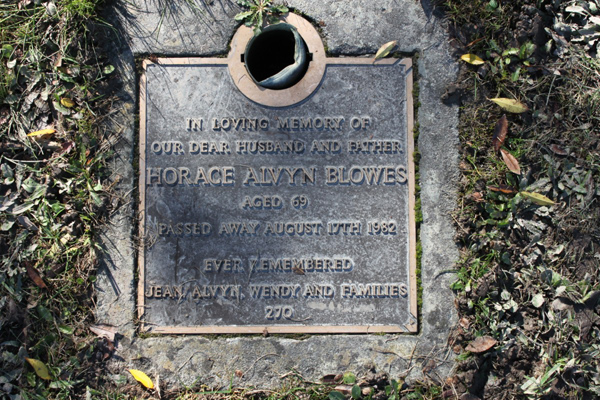 IN LOVING MEMORY OF
OUR DEAR HUSBAND AND FATHER
HORACE ALVYN BLOWES
AGED 69
PASSED AWAY AUGUST 17TH 1982
EVER REMEMBERED
JEAN, ALVYN, WENDY AND FAMILIES
270